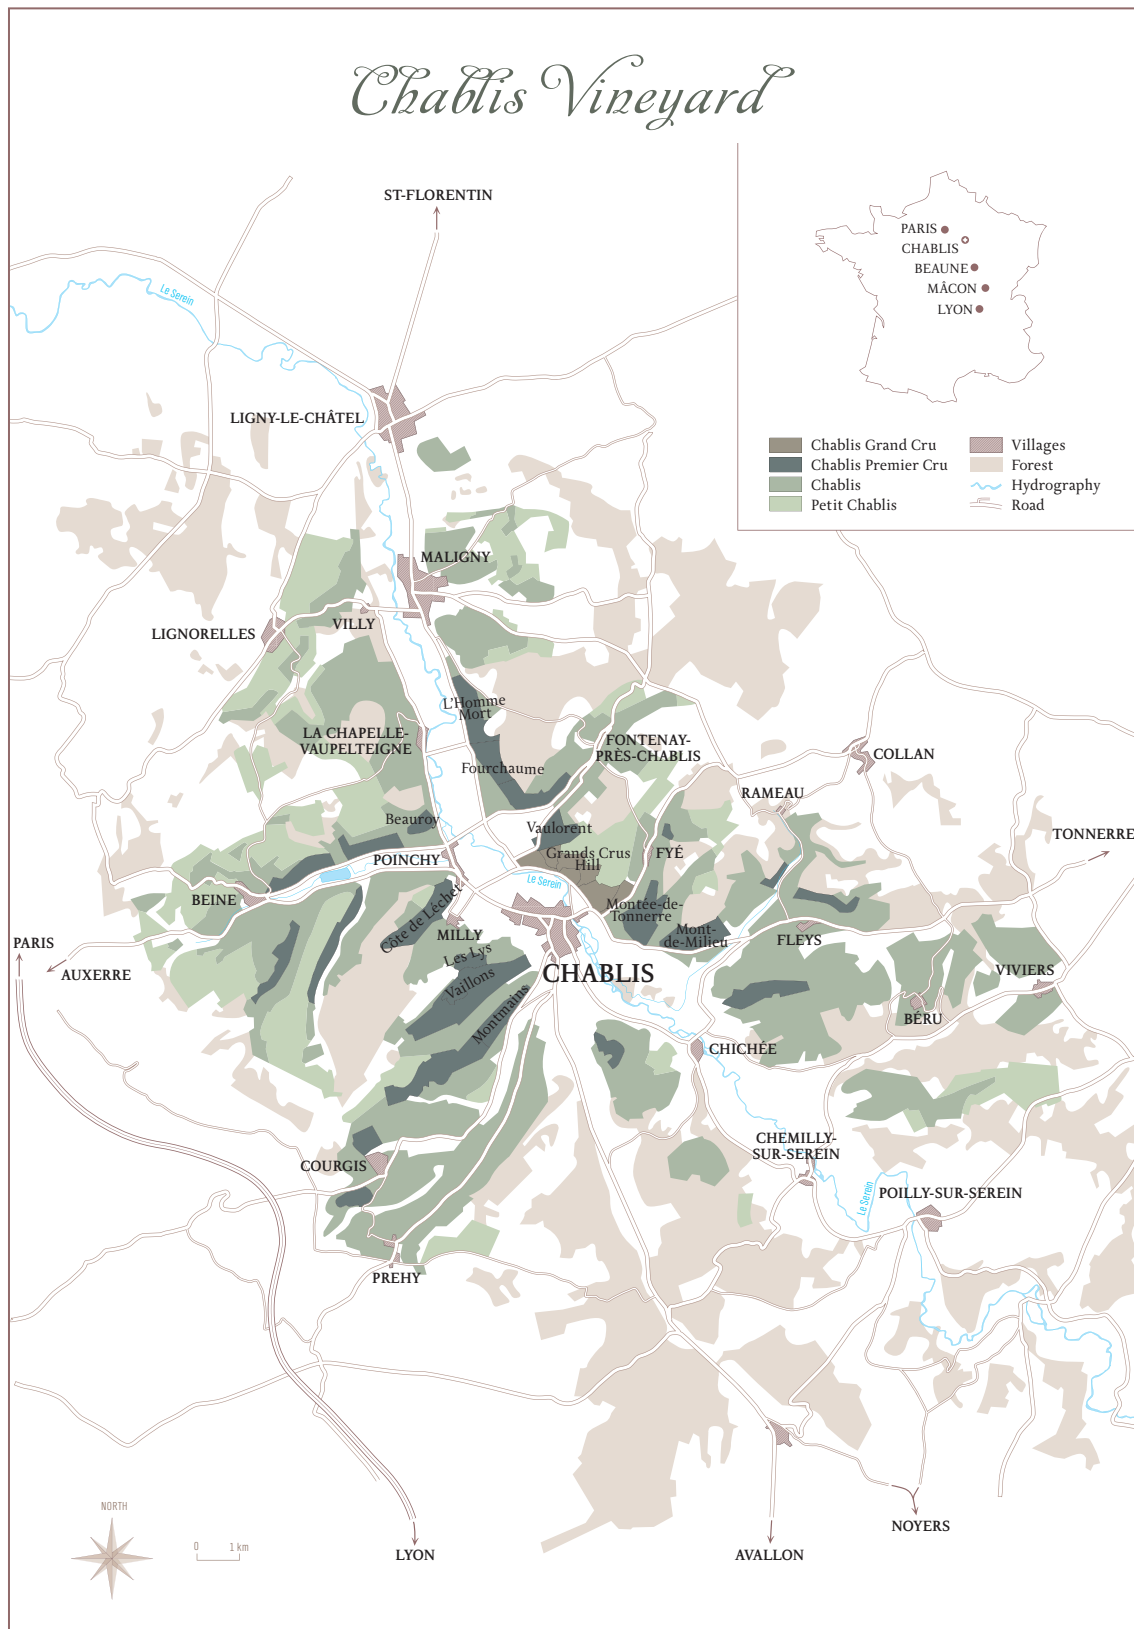 Chablis Vineyard
ST-FLORENTIN
PARIS
CHABLIS
BEAUNE
MÂCON
LYON
Le Serein
LIGNY-LE-CHÂTEL
Chablis Grand Cru
Chablis Premier Cru
Chablis
Petit Chablis
Villages
Forest
Hydrography
Road
MALIGNY
VILLY
LIGNORELLES
L'Homme
Mort
LA CHAPELLE-
VAUPELTEIGNE
FONTENAY-
PRÈS-CHABLIS
COLLAN
Fourchaume
RAMEAU
Beauroy
Vaulorent
TONNERRE
POINCHY
Grands Crus
Hill
FYÉ
Le Serein
BEINE
Côte de Léchet
Montée-de-
Tonnerre
MILLY
Mont-
de-Milieu
FLEYS
PARIS
AUXERRE
Les Lys
Vaillons
CHABLIS
VIVIERS
Montmains
BÉRU
CHICHÉE
CHEMILLY-
SUR-SEREIN
COURGIS
Le Serein
POILLY-SUR-SEREIN
PREHY
NORTH
0 1 km
LYON
AVALLON
NOYERS